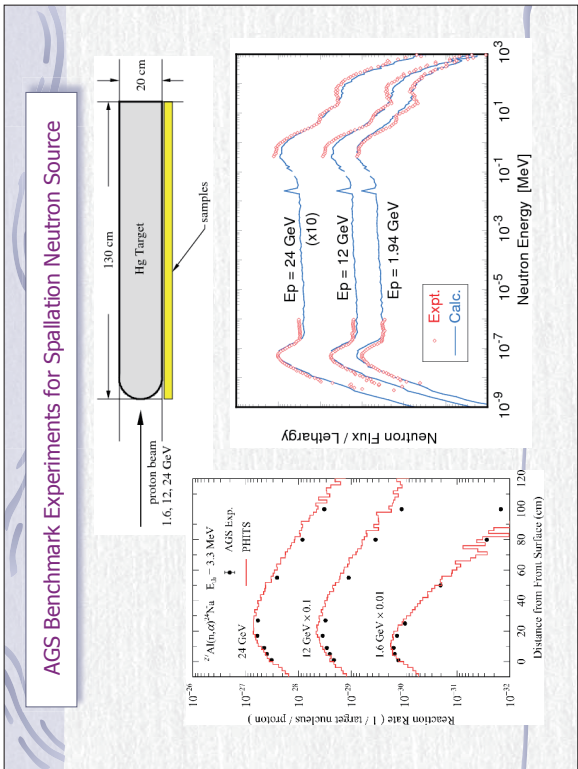 AGS Benchmark Experiments for Spallation Neutron Source
130 cm
20 cm
Hg Target
proton beam
1.6, 12, 24 GeV
samples
²⁷Al(n,α)²⁴Na
Eₜₕ = 3.3 MeV
AGS Exp.
PHITS
24 GeV
12 GeV × 0.1
1.6 GeV × 0.01
Reaction Rate ( 1 / target nucleus / proton )
10⁻²⁶
10⁻²⁷
10⁻²⁸
10⁻²⁹
10⁻³⁰
10⁻³¹
10⁻³²
0 20 40 60 80 100 120
Distance from Front Surface (cm)
Neutron Flux / Lethargy
Ep = 24 GeV
(x10)
Ep = 12 GeV
Ep = 1.94 GeV
Expt.
Calc.
10⁻⁹ 10⁻⁷ 10⁻⁵ 10⁻³ 10⁻¹ 10¹ 10³
Neutron Energy [MeV]